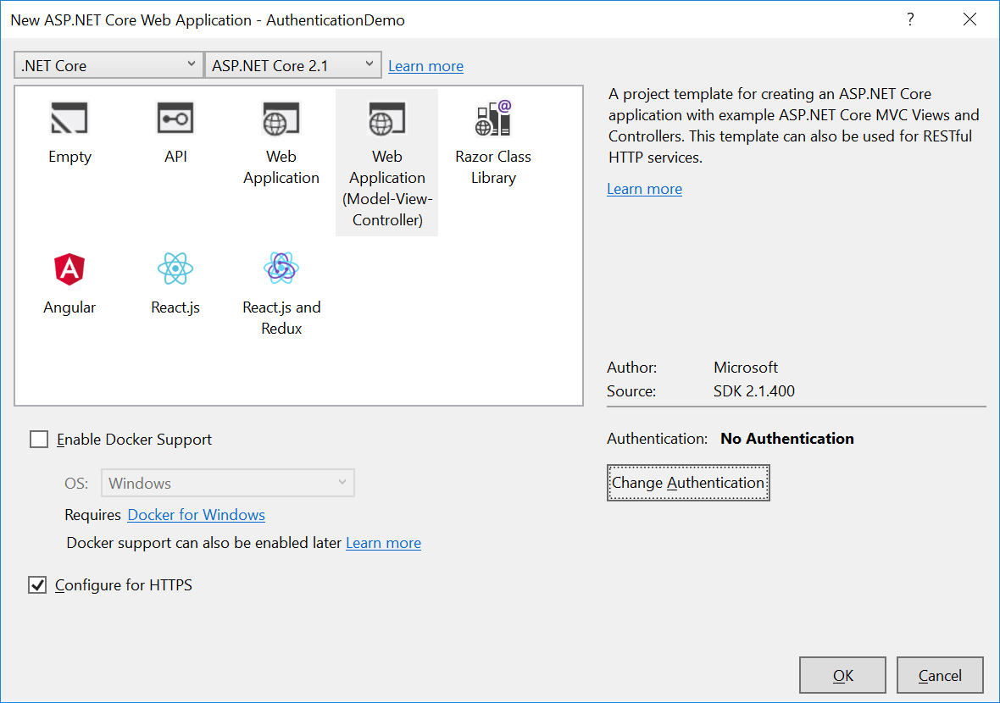 New ASP.NET Core Web Application - AuthenticationDemo
?
.NET Core
ASP.NET Core 2.1
Learn more
Empty
API
Web
Application
Web
Application
(Model-View-
Controller)
@
Razor Class
Library
A
Angular
React.js
React.js and
Redux
A project template for creating an ASP.NET Core
application with example ASP.NET Core MVC Views and
Controllers. This template can also be used for RESTful
HTTP services.
Learn more
Author: Microsoft
Source: SDK 2.1.400
Authentication: No Authentication
Change Authentication
Enable Docker Support
OS: Windows
Requires Docker for Windows
Docker support can also be enabled later Learn more
Configure for HTTPS
OK
Cancel